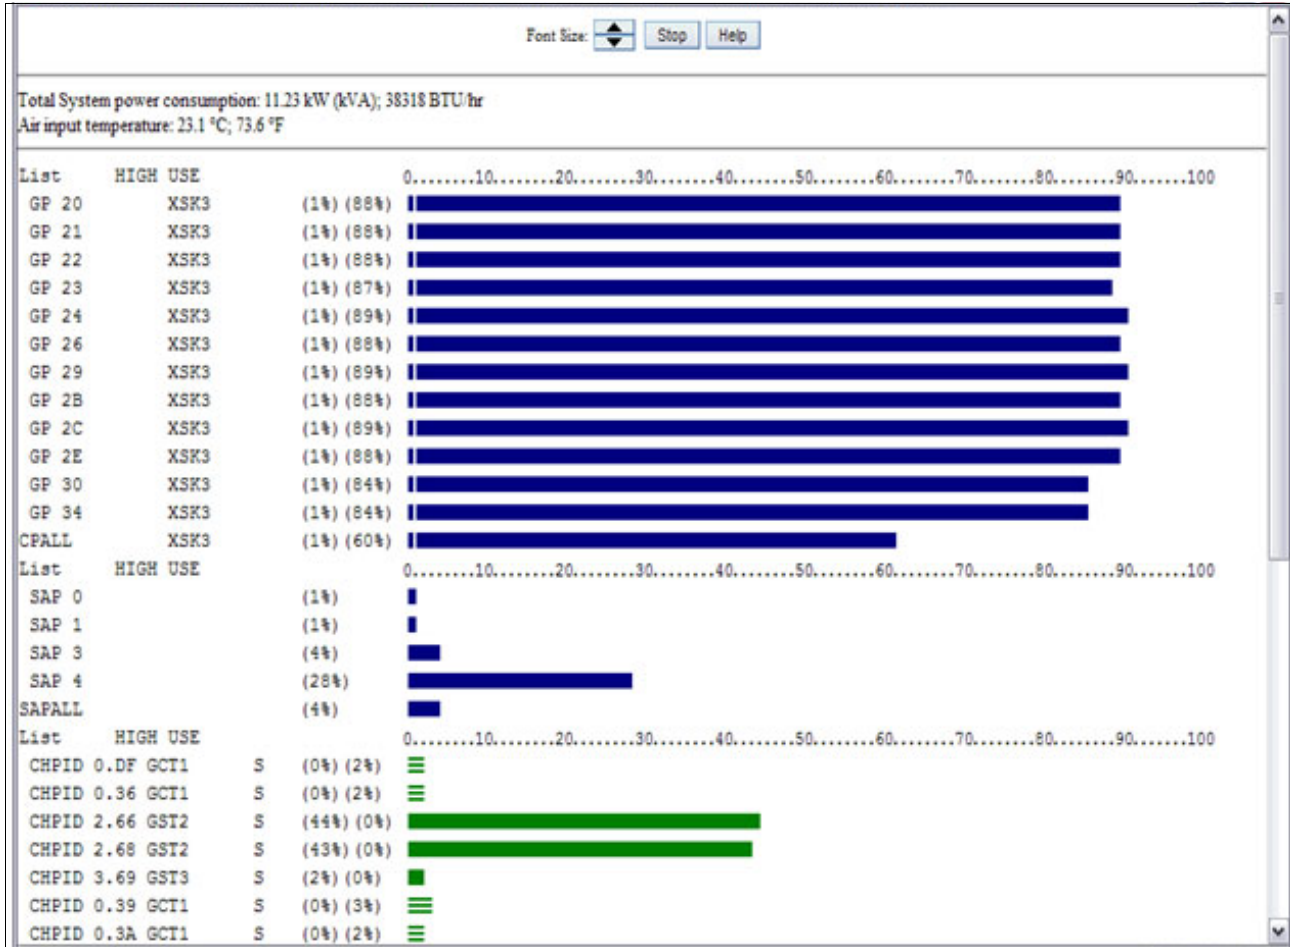 Font Size: Stop Help
Total System power consumption: 11.23 kW (kVA); 38318 BTU/hr
Air input temperature: 23.1 °C; 73.6 °F
List HIGH USE 0........10........20........30........40........50........60........70........80........90.......100
GP 20 XSK3 (1%)(88%)
GP 21 XSK3 (1%)(88%)
GP 22 XSK3 (1%)(88%)
GP 23 XSK3 (1%)(87%)
GP 24 XSK3 (1%)(89%)
GP 26 XSK3 (1%)(88%)
GP 29 XSK3 (1%)(89%)
GP 2B XSK3 (1%)(88%)
GP 2C XSK3 (1%)(89%)
GP 2E XSK3 (1%)(88%)
GP 30 XSK3 (1%)(84%)
GP 34 XSK3 (1%)(84%)
CPALL XSK3 (1%)(60%)
List HIGH USE 0........10........20........30........40........50........60........70........80........90.......100
SAP 0 (1%)
SAP 1 (1%)
SAP 3 (4%)
SAP 4 (28%)
SAPALL (4%)
List HIGH USE 0........10........20........30........40........50........60........70........80........90.......100
CHPID 0.DF GCT1 S (0%)(2%)
CHPID 0.36 GCT1 S (0%)(2%)
CHPID 2.66 GST2 S (44%)(0%)
CHPID 2.68 GST2 S (43%)(0%)
CHPID 3.69 GST3 S (2%)(0%)
CHPID 0.39 GCT1 S (0%)(3%)
CHPID 0.3A GCT1 S (0%)(2%)